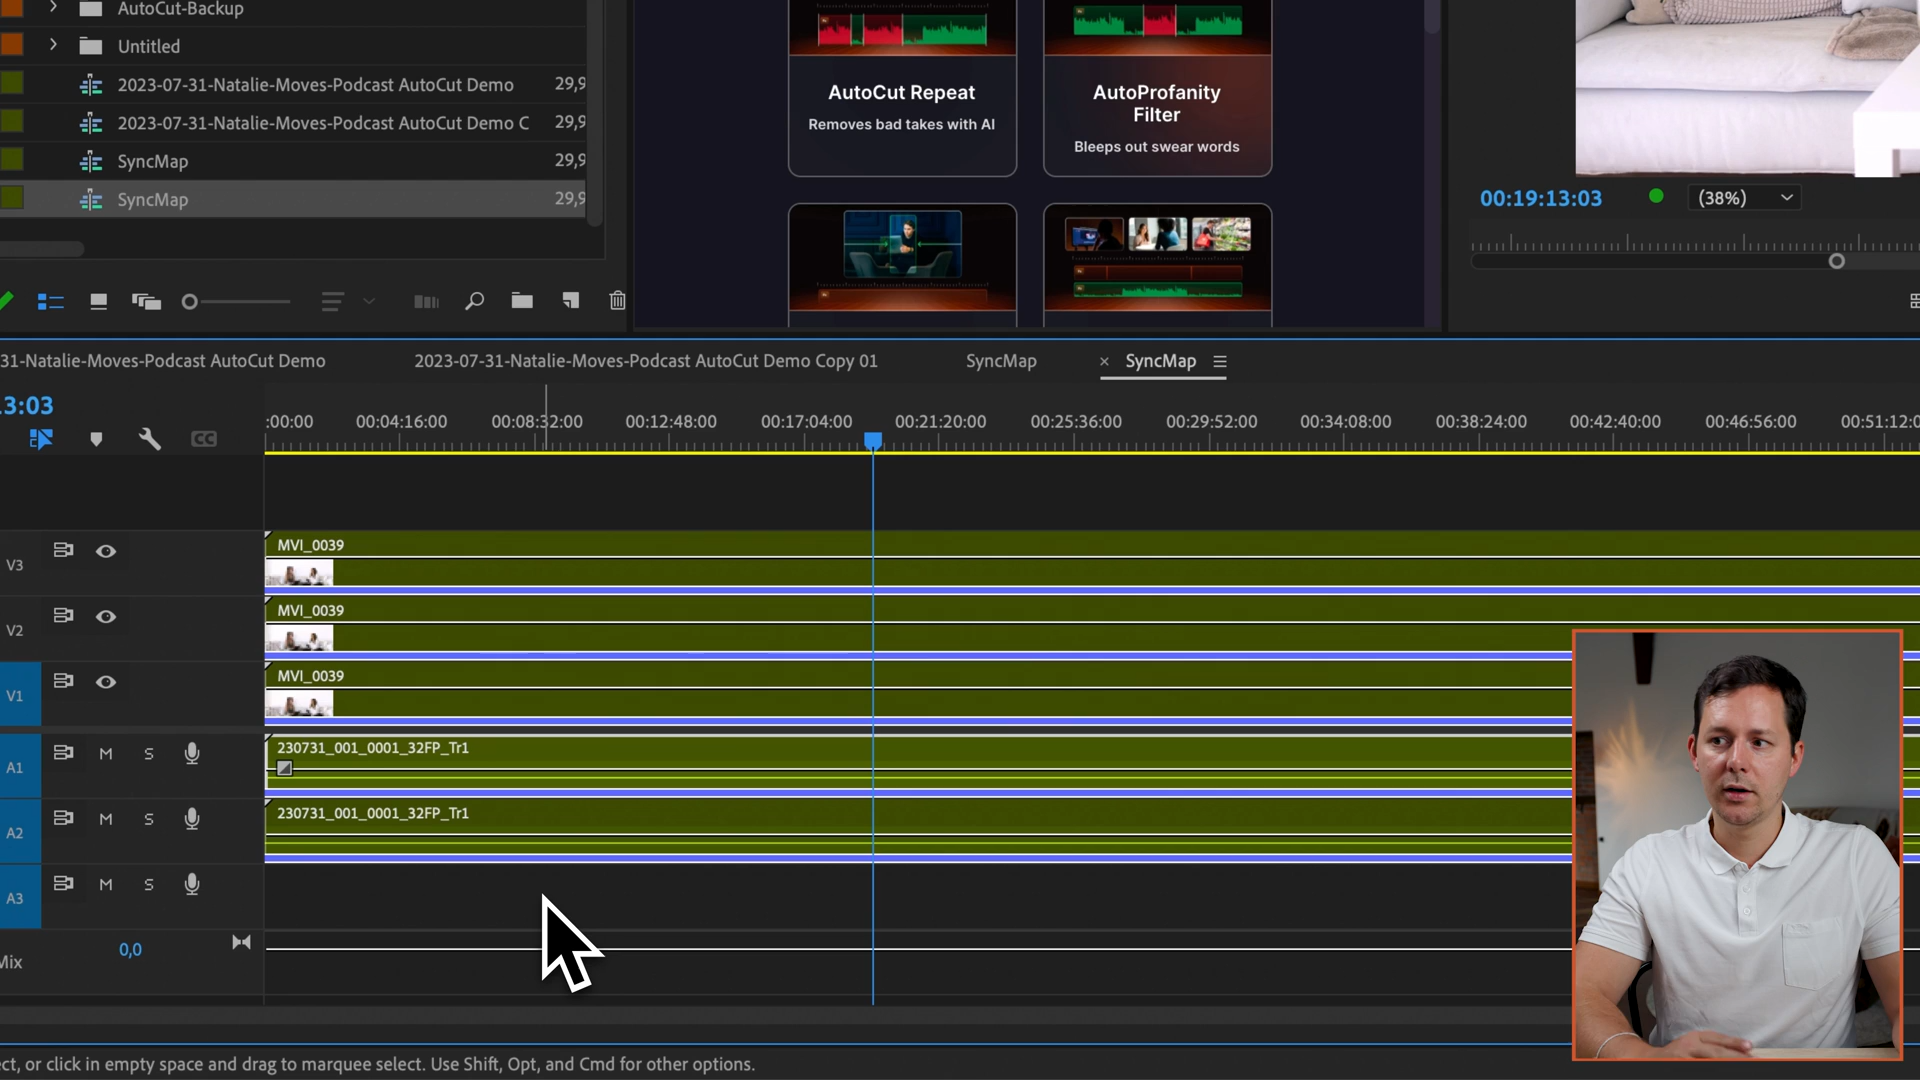 AutoCut-Backup
Untitled
2023-07-31-Natalie-Moves-Podcast AutoCut Demo 29,9
2023-07-31-Natalie-Moves-Podcast AutoCut Demo C 29,9
SyncMap 29,9
SyncMap 29,9
AutoCut Repeat
Removes bad takes with AI
AutoProfanity
Filter
Bleeps out swear words
00:19:13:03 (38%)
31-Natalie-Moves-Podcast AutoCut Demo 2023-07-31-Natalie-Moves-Podcast AutoCut Demo Copy 01 SyncMap × SyncMap
3:03
:00:00 00:04:16:00 00:08:32:00 00:12:48:00 00:17:04:00 00:21:20:00 00:25:36:00 00:29:52:00 00:34:08:00 00:38:24:00 00:42:40:00 00:46:56:00 00:51:12:0
CC
V3 MVI_0039
V2 MVI_0039
V1 MVI_0039
A1 M S 230731_001_0001_32FP_Tr1
A2 M S 230731_001_0001_32FP_Tr1
A3 M S
Mix 0,0
ct, or click in empty space and drag to marquee select. Use Shift, Opt, and Cmd for other options.